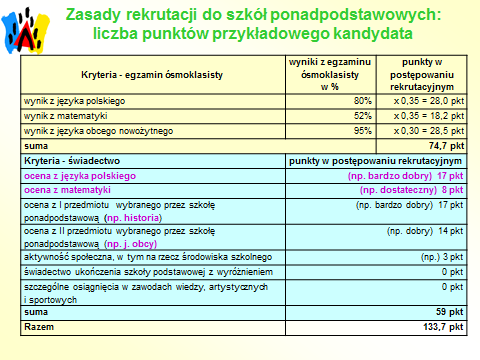 Zasady rekrutacji do szkół ponadpodstawowych:
liczba punktów przykładowego kandydata
Kryteria - egzamin ósmoklasisty
wyniki z egzaminu
ósmoklasisty
w %
punkty w
postępowaniu
rekrutacyjnym
wynik z języka polskiego 80% x 0,35 = 28,0 pkt
wynik z matematyki 52% x 0,35 = 18,2 pkt
wynik z języka obcego nowożytnego 95% x 0,30 = 28,5 pkt
suma 74,7 pkt
Kryteria - świadectwo punkty w postępowaniu rekrutacyjnym
ocena z języka polskiego (np. bardzo dobry) 17 pkt
ocena z matematyki (np. dostateczny) 8 pkt
ocena z I przedmiotu wybranego przez szkołę (np. bardzo dobry) 17 pkt
ponadpodstawową (np. historia)
ocena z II przedmiotu wybranego przez szkołę (np. dobry) 14 pkt
ponadpodstawową (np. j. obcy)
aktywność społeczna, w tym na rzecz środowiska szkolnego (np.) 3 pkt
świadectwo ukończenia szkoły podstawowej z wyróżnieniem 0 pkt
szczególne osiągnięcia w zawodach wiedzy, artystycznych 0 pkt
i sportowych
suma 59 pkt
Razem 133,7 pkt